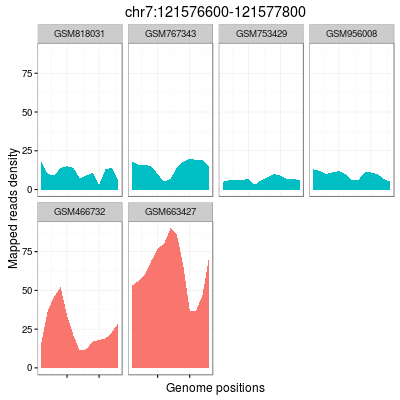 chr7:121576600-121577800
GSM818031 GSM767343 GSM753429 GSM956008
75
50
25
0
Mapped reads density
GSM466732 GSM663427
75
50
25
0
Genome positions